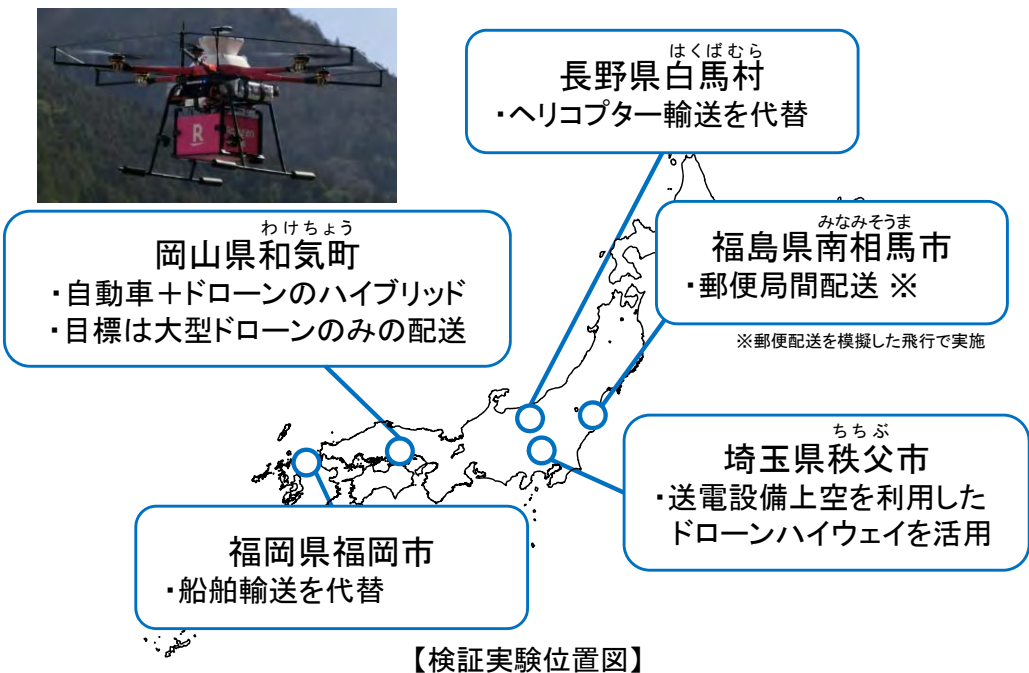 R
はくばむら
長野県白馬村
・ヘリコプター輸送を代替
わけちょう
岡山県和気町
・自動車＋ドローンのハイブリッド
・目標は大型ドローンのみの配送
みなみそうま
福島県南相馬市
・郵便局間配送 ※
※郵便配送を模擬した飛行で実施
ちちぶ
埼玉県秩父市
・送電設備上空を利用した
ドローンハイウェイを活用
福岡県福岡市
・船舶輸送を代替
【検証実験位置図】